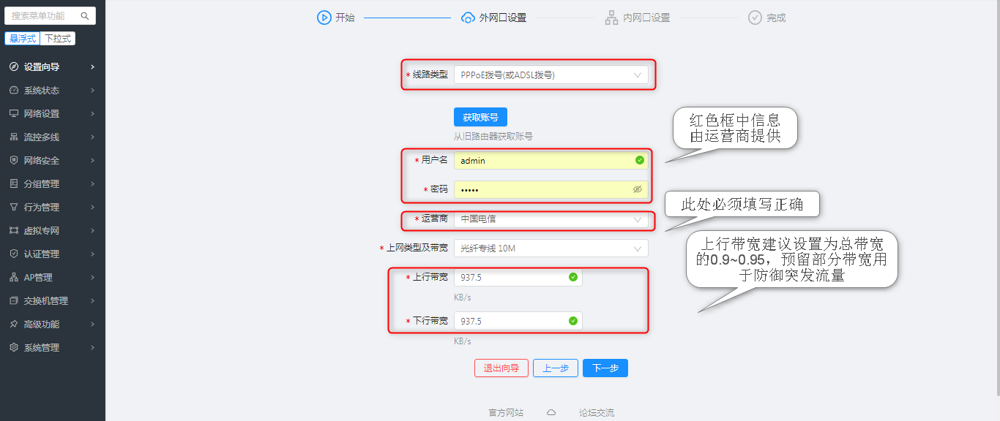 搜索菜单功能
悬浮式 下拉式
设置向导
系统状态
网络设置
流控多线
网络安全
分组管理
行为管理
虚拟专网
认证管理
AP管理
交换机管理
高级功能
系统管理
开始
外网口设置
内网口设置
完成
* 线路类型 PPPoE拨号(或ADSL拨号)
获取账号
从旧路由器获取账号
* 用户名 admin
* 密码 •••••
* 运营商 中国电信
* 上网类型及带宽 光纤专线 10M
* 上行带宽 937.5
KB/s
* 下行带宽 937.5
KB/s
退出向导 上一步 下一步
红色框中信息
由运营商提供
此处必须填写正确
上行带宽建议设置为总带宽
的0.9~0.95，预留部分带宽用
于防御突发流量
官方网站 论坛交流